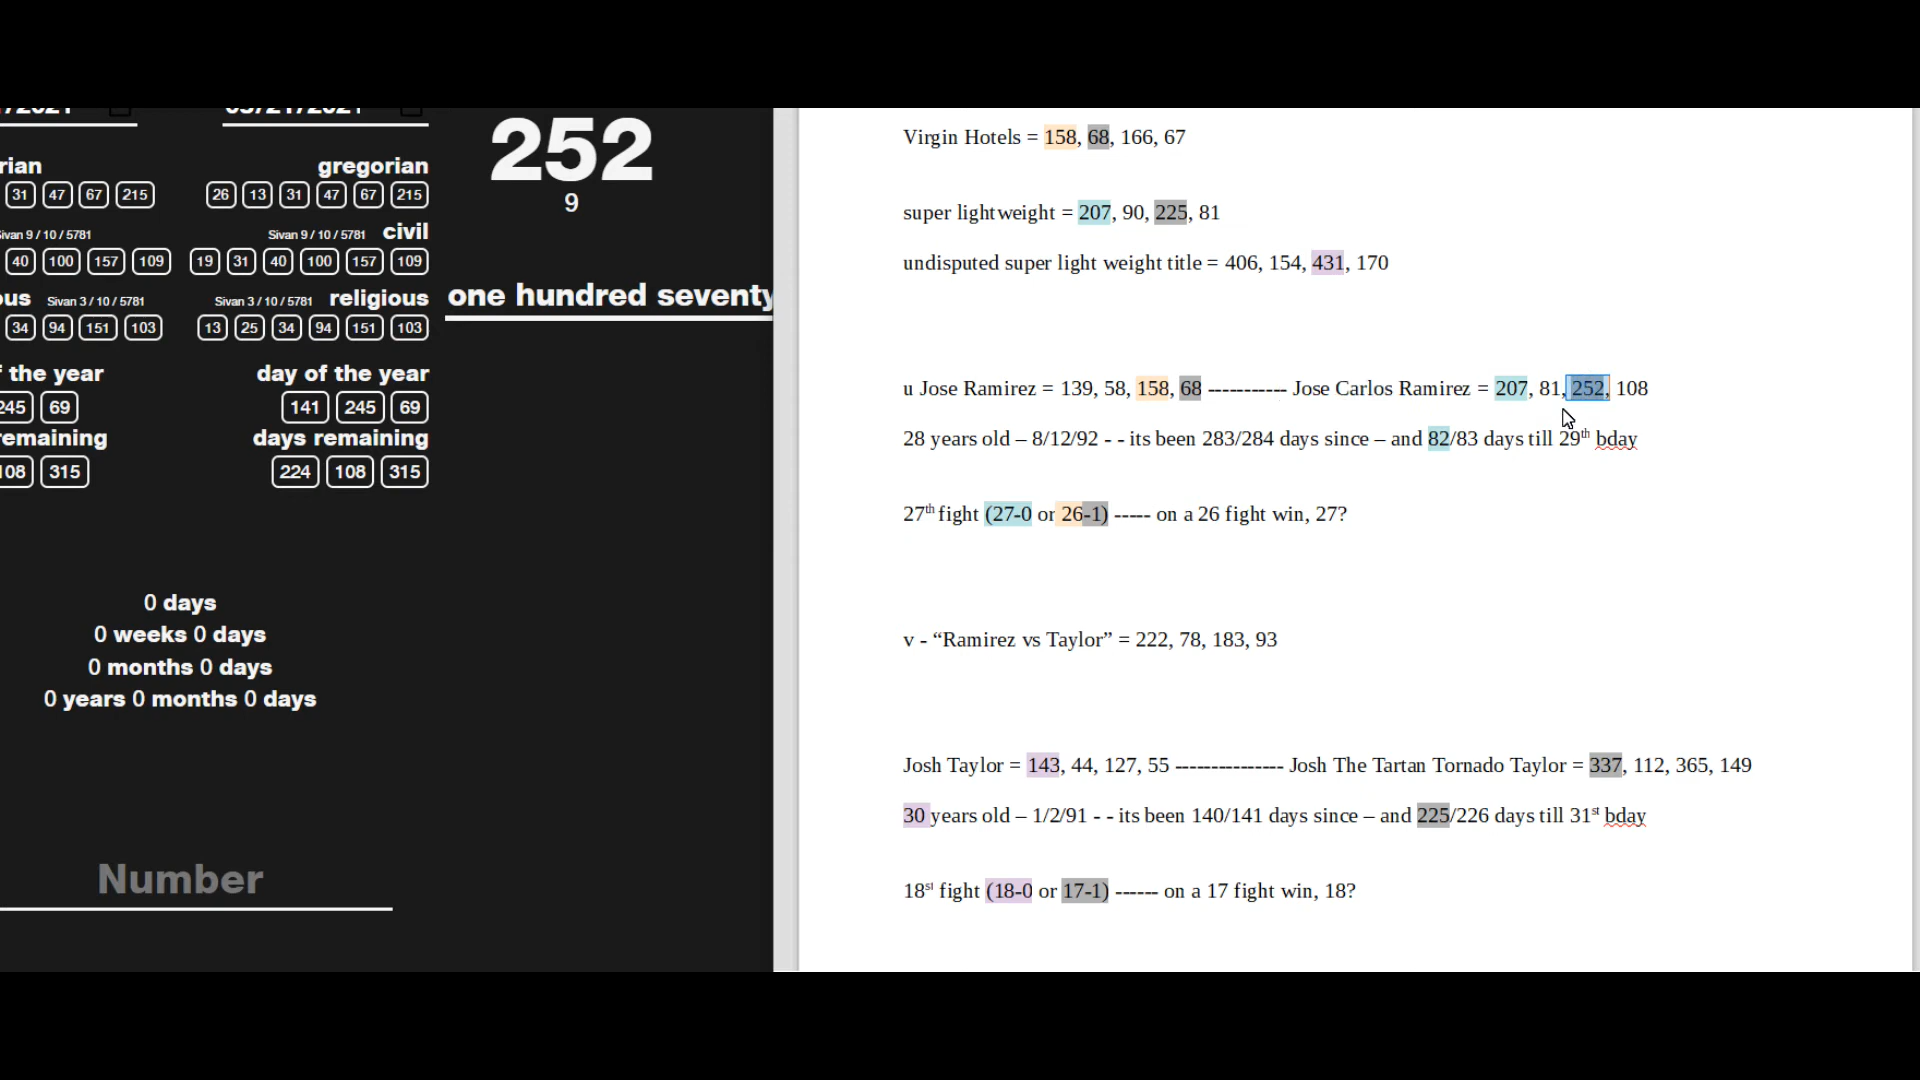 252
9
rian
gregorian
31 47 67 215
26 13 31 47 67 215
Sivan 9 / 10 / 5781 civil
40 100 157 109
19 31 40 100 157 109
Sivan 3 / 10 / 5781
Sivan 3 / 10 / 5781 religious
34 94 151 103
13 25 34 94 151 103
the year
day of the year
245 69
141 245 69
remaining
days remaining
315
224 108 315
one hundred seventy
0 days
0 weeks 0 days
0 months 0 days
0 years 0 months 0 days
Number
Virgin Hotels = 158, 68, 166, 67
super lightweight = 207, 90, 225, 81
undisputed super light weight title = 406, 154, 431, 170
u Jose Ramirez = 139, 58, 158, 68 ----------- Jose Carlos Ramirez = 207, 81, 252, 108
28 years old – 8/12/92 - - its been 283/284 days since – and 82/83 days till 29th bday
27th fight (27-0 or 26-1) ----- on a 26 fight win, 27?
v - “Ramirez vs Taylor” = 222, 78, 183, 93
Josh Taylor = 143, 44, 127, 55 --------------- Josh The Tartan Tornado Taylor = 337, 112, 365, 149
30 years old – 1/2/91 - - its been 140/141 days since – and 225/226 days till 31st bday
18st fight (18-0 or 17-1) ------ on a 17 fight win, 18?